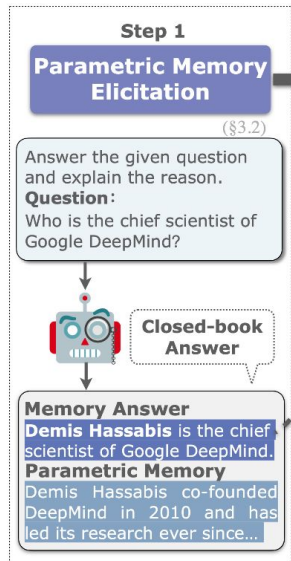 Step 1
Parametric Memory
Elicitation
(§3.2)
Answer the given question
and explain the reason.
Question:
Who is the chief scientist of
Google DeepMind?
Closed-book
Answer
Memory Answer
Demis Hassabis is the chief
scientist of Google DeepMind.
Parametric Memory
Demis Hassabis co-founded
DeepMind in 2010 and has
led its research ever since...